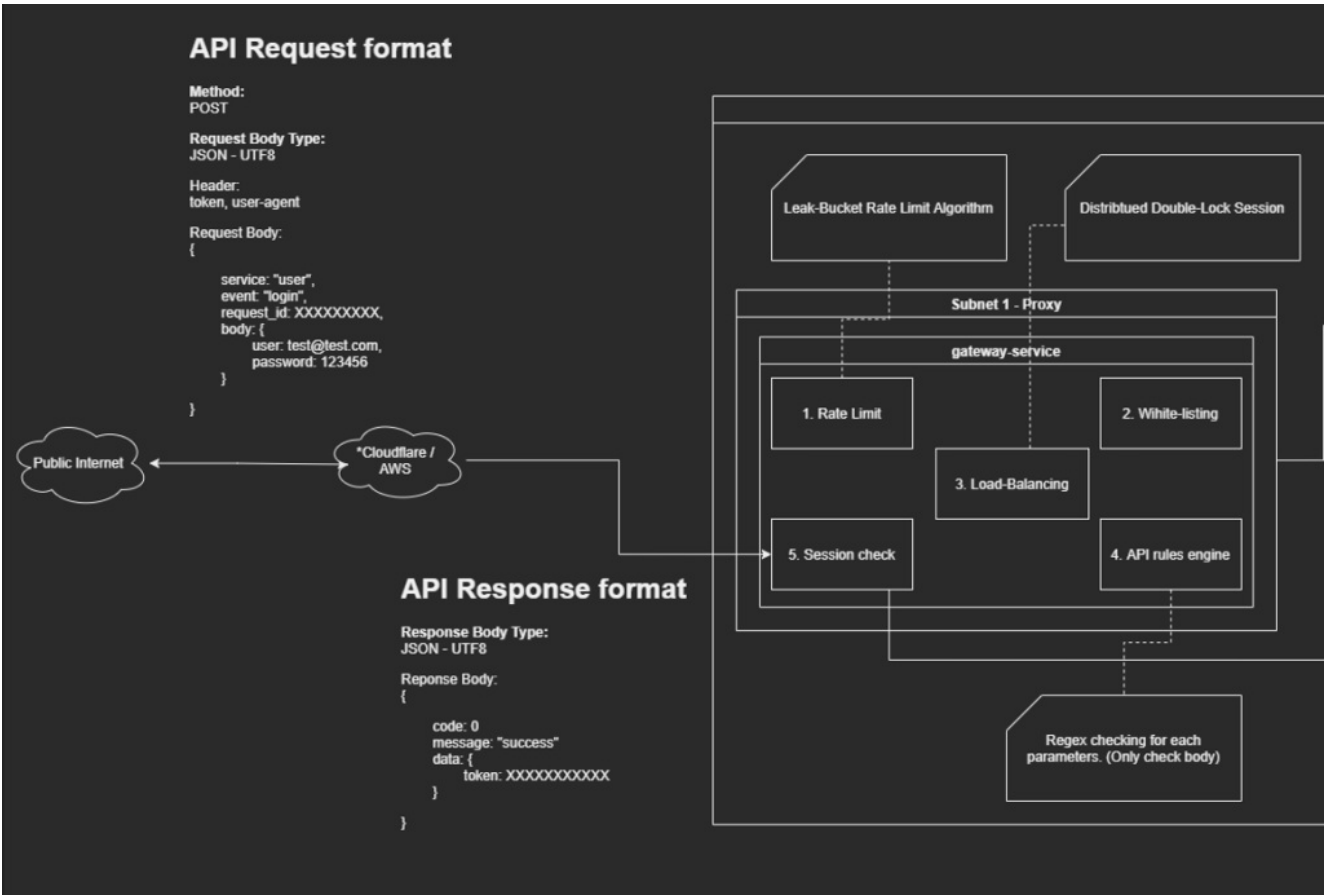 API Request format
Method:
POST
Request Body Type:
JSON - UTF8
Header:
token, user-agent
Request Body:
{
service: "user",
event: "login",
request_id: XXXXXXXXX,
body: {
user: test@test.com,
password: 123456
}
}
Public Internet
*Cloudflare /
AWS
API Response format
Response Body Type:
JSON - UTF8
Reponse Body:
{
code: 0
message: "success"
data: {
token: XXXXXXXXXXX
}
}
Leak-Bucket Rate Limit Algorithm
Distribtued Double-Lock Session
Subnet 1 - Proxy
gateway-service
1. Rate Limit
2. Wihite-listing
3. Load-Balancing
5. Session check
4. API rules engine
Regex checking for each
parameters. (Only check body)